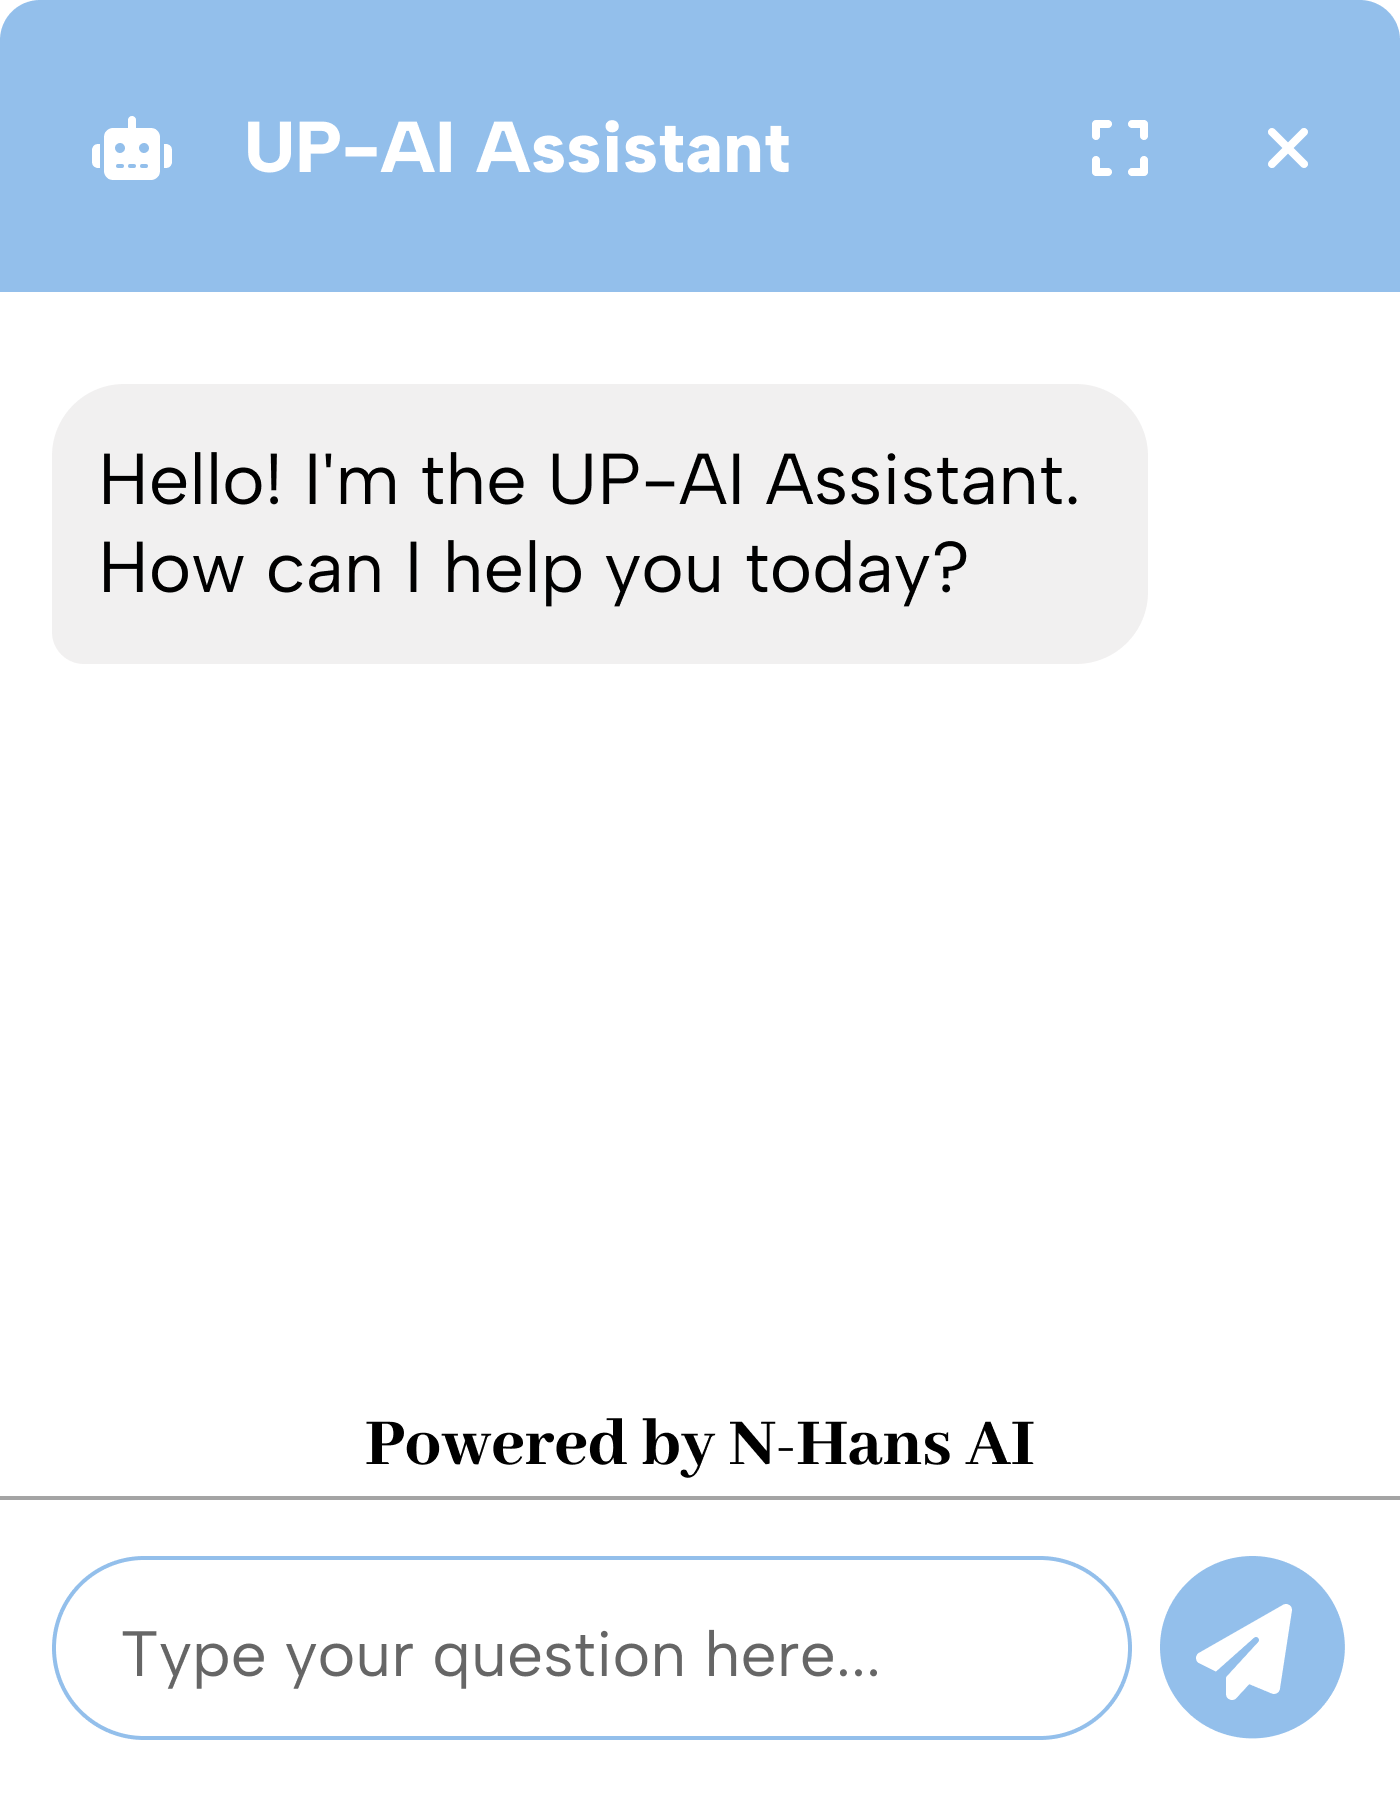 UP-AI Assistant
Hello! I'm the UP-AI Assistant.
How can I help you today?
Powered by N-Hans AI
Type your question here...